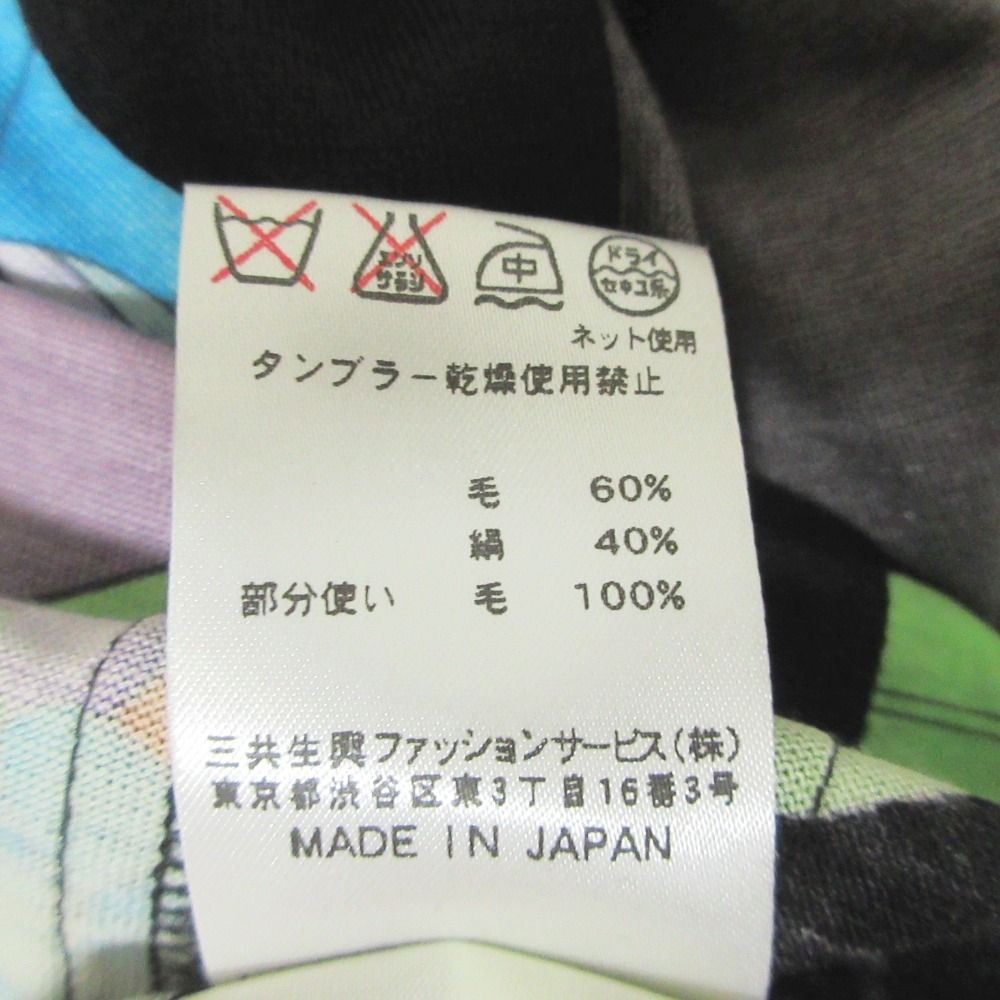 エンソ サラシ 中 ドライ セキユ系
ネット使用
タンブラー乾燥使用禁止
毛 60%
絹 40%
部分使い 毛 100%
三共生興ファッションサービス(株)
東京都渋谷区東3丁目16番3号
MADE IN JAPAN